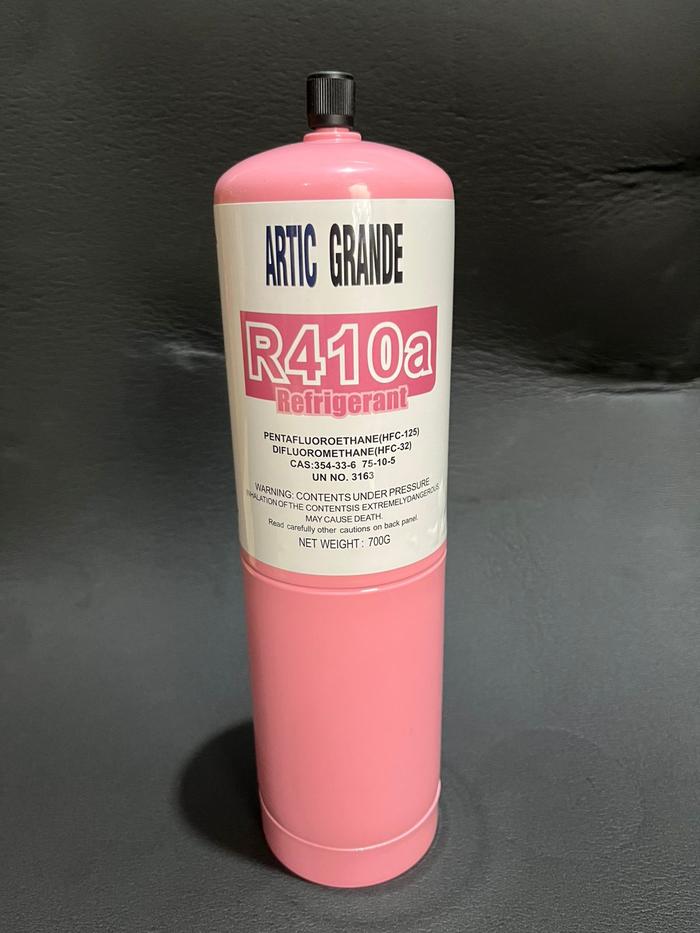 ARTIC GRANDE
R410a
Refrigerant
PENTAFLUOROETHANE(HFC-125)
DIFLUOROMETHANE(HFC-32)
CAS:354-33-6 75-10-5
UN NO. 3163
WARNING: CONTENTS UNDER PRESSURE
INHALATION OF THE CONTENTSIS EXTREMELYDANGEROUS
MAY CAUSE DEATH.
Read carefully other cautions on back panel.
NET WEIGHT: 700G